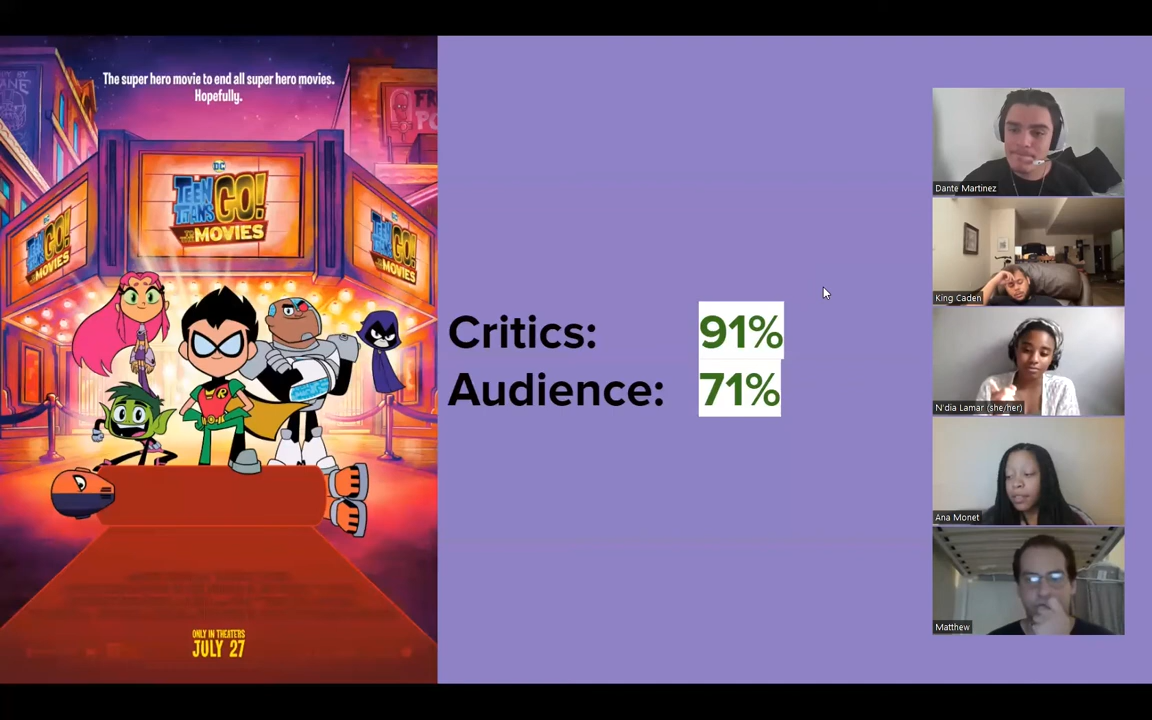 The super hero movie to end all super hero movies.
Hopefully.
DC
TEEN TITANS GO! TO THE MOVIES
TEEN TITANS GO! TO THE MOVIES
TEEN TITANS GO! TO THE MOVIES
ONLY IN THEATERS
JULY 27
Critics: 91%
Audience: 71%
Dante Martinez
King Caden
N'dia Lamar (she/her)
Ana Monet
Matthew